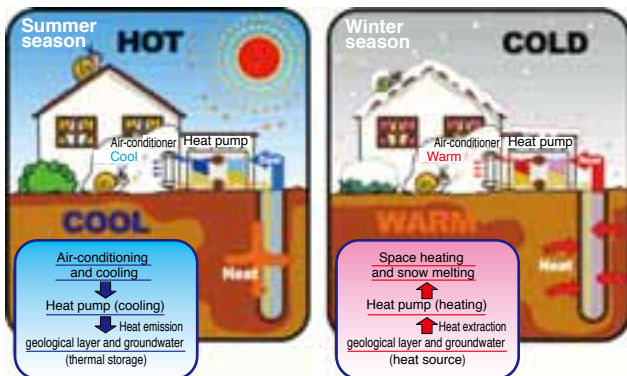 Summer
season
HOT
Air-conditioner
Heat pump
Cool
COOL
Heat
Air-conditioning
and cooling
Heat pump (cooling)
Heat emission
geological layer and groundwater
(thermal storage)
Winter
season
COLD
Air-conditioner
Heat pump
Warm
WARM
Heat
Space heating
and snow melting
Heat pump (heating)
Heat extraction
geological layer and groundwater
(heat source)